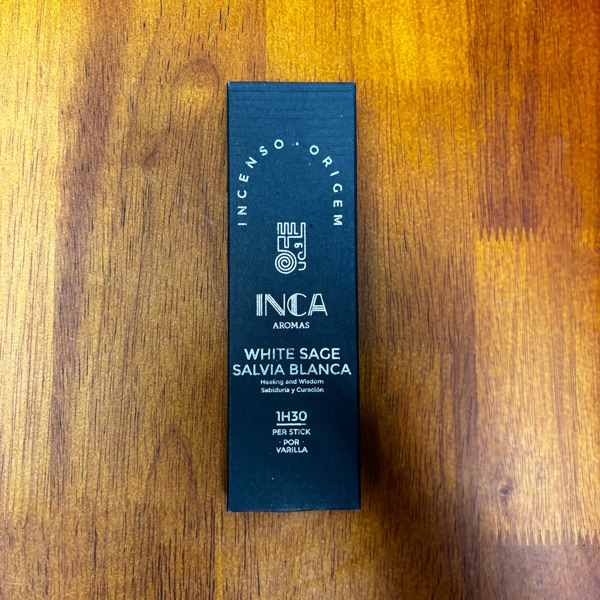 INCENSO · ORIGEM
INCA
AROMAS
WHITE SAGE
SALVIA BLANCA
Healing and Wisdom
Sabiduría y Curación
1H30
PER STICK
· POR ·
VARILLA